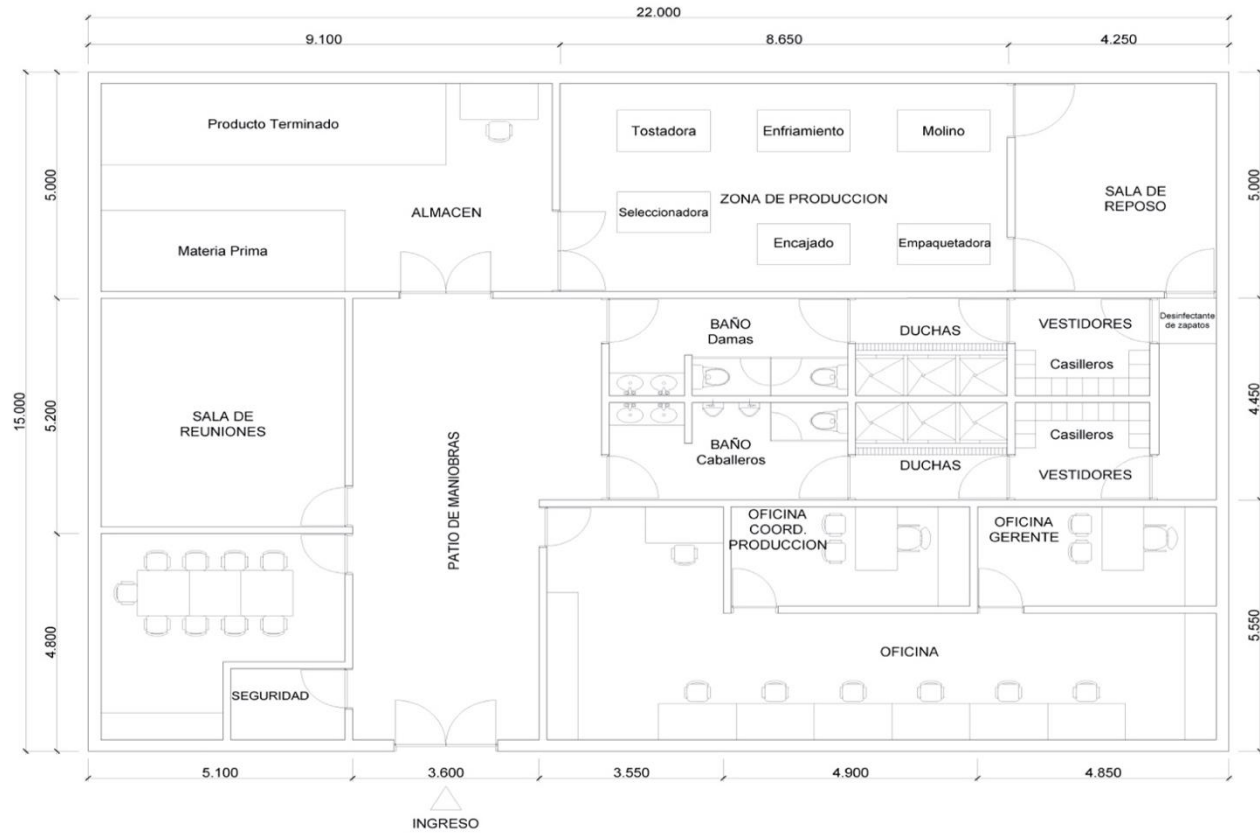 22.000
9.100
8.650
4.250
Producto Terminado
Tostadora
Enfriamiento
Molino
5.000
ALMACEN
Seleccionadora
ZONA DE PRODUCCION
SALA DE
REPOSO
5.000
Materia Prima
Encajado
Empaquetadora
BAÑO
Damas
DUCHAS
VESTIDORES
Desinfectante
de zapatos
Casilleros
15.000
5.200
SALA DE
REUNIONES
4.450
BAÑO
Caballeros
DUCHAS
Casilleros
VESTIDORES
PATIO DE MANIOBRAS
OFICINA
COORD.
PRODUCCION
OFICINA
GERENTE
4.800
5.550
OFICINA
SEGURIDAD
5.100
3.600
3.550
4.900
4.850
INGRESO